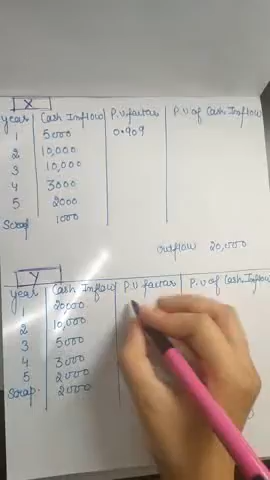 X
year Cash Inflow P.V factors P.V of Cash Inflow
1 5000 0.909
2 10,000
3 10,000
4 3000
5 2000
Scrap 1000
outflow 20,000
Y
year Cash Inflow P.V factors P.V of Cash Inflow
1 20,000
2 10,000
3 5000
4 3000
5 2000
Scrap. 2000